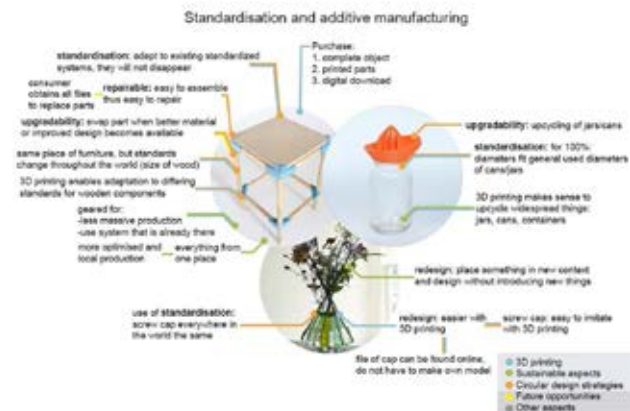 Standardisation and additive manufacturing
standardisation: adapt to existing standardized
systems, they will not disappear
Purchase:
1. complete object
2. printed parts
3. digital download
consumer
obtains all files
to replace parts
repairable: easy to assemble
thus easy to repair
upgradability: swap part when better material
or improved design becomes available
same piece of furniture, but standards
change throughout the world (size of wood)
3D printing enables adaptation to differing
standards for wooden components
geared for:
-less massive production
-use system that is already there
more optimised and
local production
everything from
one place
upgradability: upcycling of jars/cans
standardisation: for 100%:
diameters fit general used diameters
of cans/jars
3D printing makes sense to
upcycle widespread things:
jars, cans, containers
redesign: place something in new context
and design without introducing new things
use of standardisation:
screw cap everywhere in
the world the same
redesign: easier with
3D printing
screw cap: easy to imitate
with 3D printing
file of cap can be found online,
do not have to make own model
3D printing
Sustainable aspects
Circular design strategies
Future opportunities
Other aspects